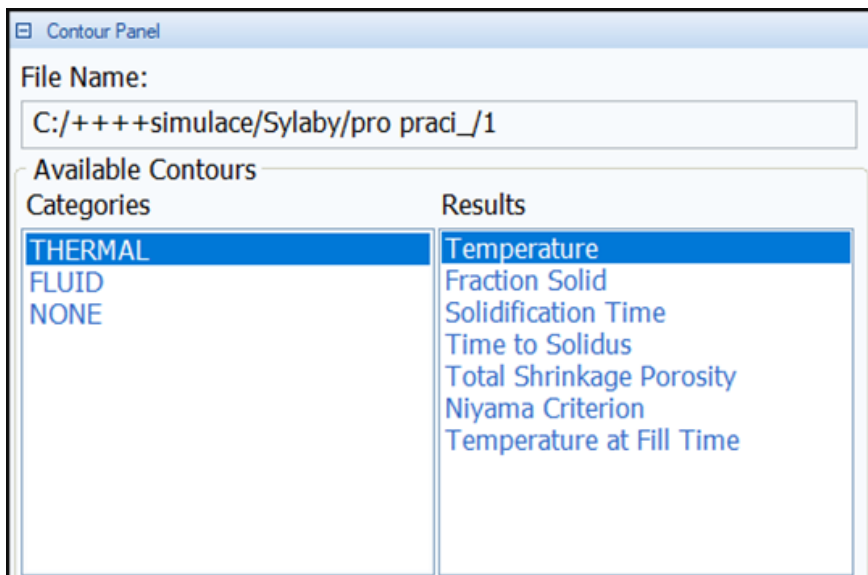 Contour Panel
File Name:
C:/++++simulace/Sylaby/pro praci_/1
Available Contours
Categories
THERMAL
FLUID
NONE
Results
Temperature
Fraction Solid
Solidification Time
Time to Solidus
Total Shrinkage Porosity
Niyama Criterion
Temperature at Fill Time